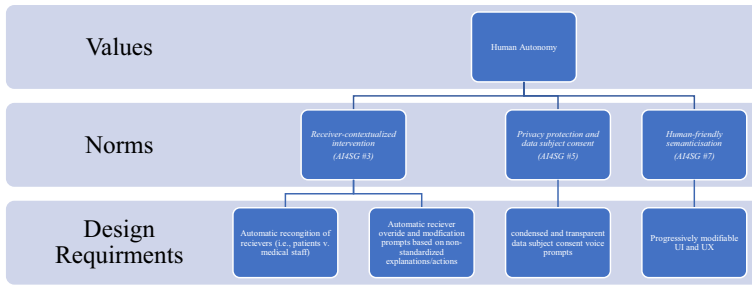 Values
Human Autonomy
Norms
Receiver-contextualized
intervention
(AI4SG #3)
Privacy protection and
data subject consent
(AI4SG #5)
Human-friendly
semanticisation
(AI4SG #7)
Design
Requirments
Automatic recongition of
recievers (i.e., patients v.
medical staff)
Automatic reciever
overide and modfication
prompts based on non-
standardized
explanations/actions
condensed and transparent
data subject consent voice
prompts
Progressively modifiable
UI and UX